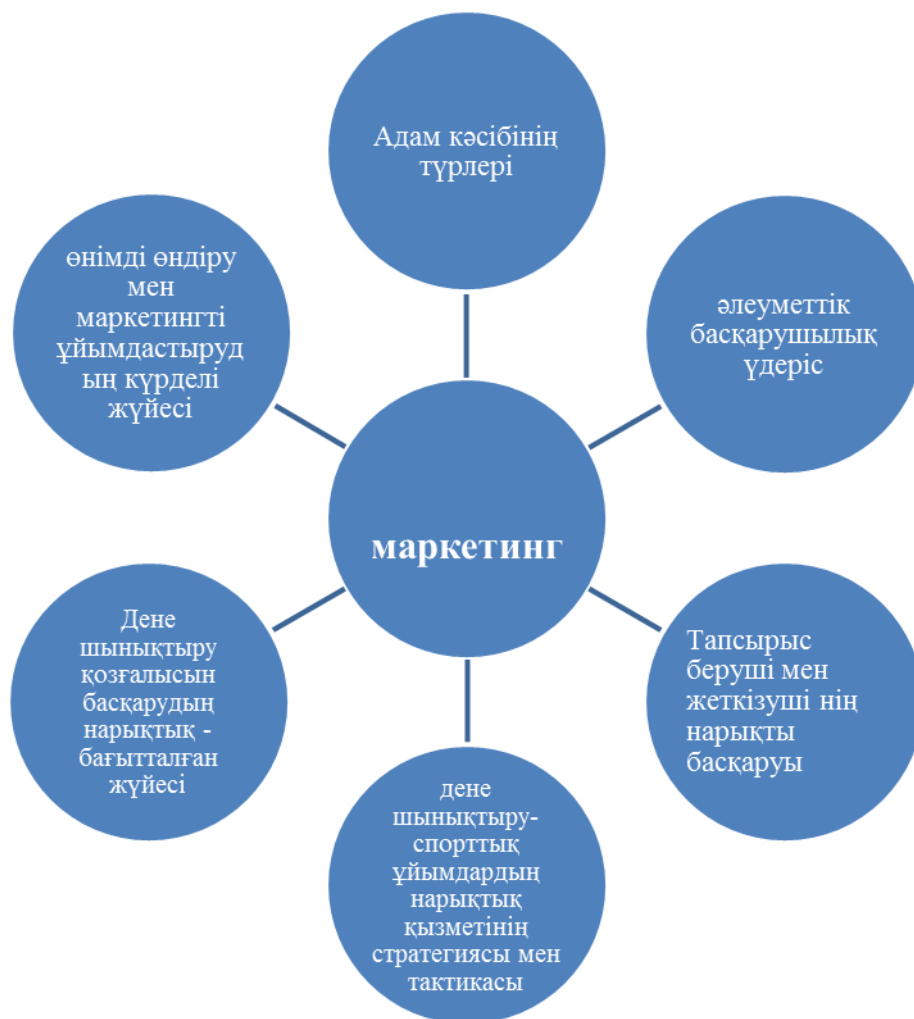 Адам кәсібінің
түрлері
әлеуметтік
басқарушылық
үдеріс
Тапсырыс
беруші мен
жеткізуші нің
нарықты
басқаруы
дене
шынықтыру-
спорттық
ұйымдардың
нарықтық
қызметінің
стратегиясы мен
тактикасы
Дене
шынықтыру
қозғалысын
басқарудың
нарықтық -
бағытталған
жүйесі
өнімді өндіру
мен
маркетингті
ұйымдастыруд
ың күрделі
жүйесі
маркетинг